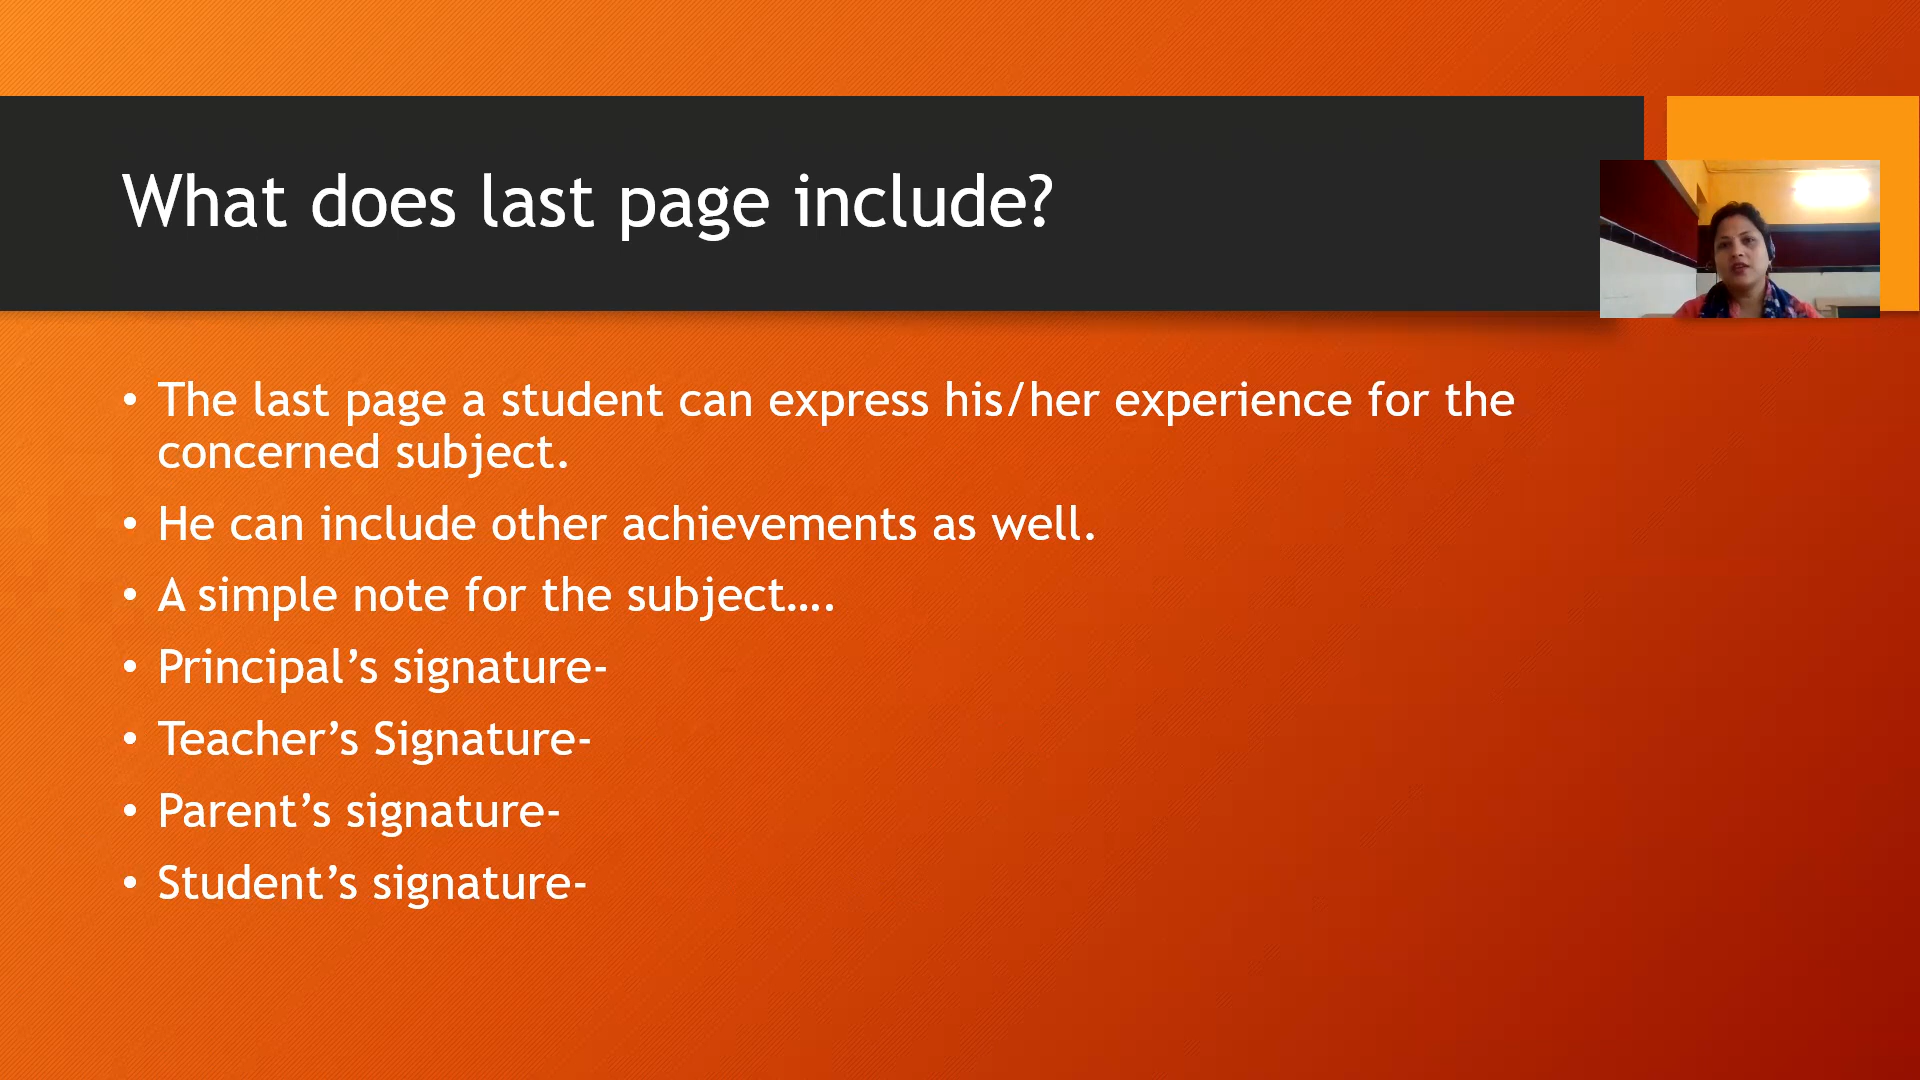 What does last page include?
• The last page a student can express his/her experience for the
concerned subject.
• He can include other achievements as well.
• A simple note for the subject….
• Principal’s signature-
• Teacher’s Signature-
• Parent’s signature-
• Student’s signature-